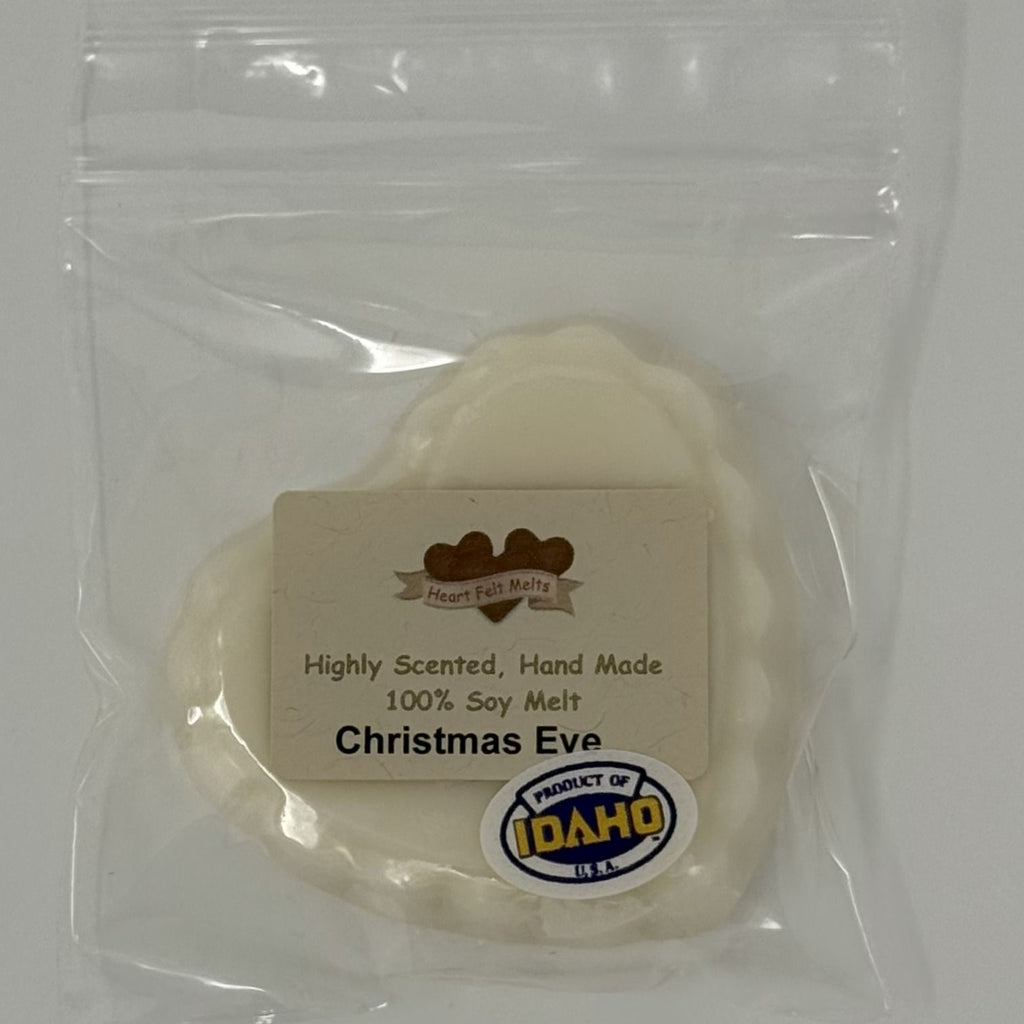 Heart Felt Melts
Highly Scented, Hand Made
100% Soy Melt
Christmas Eve
PRODUCT OF
IDAHO
U.S.A.